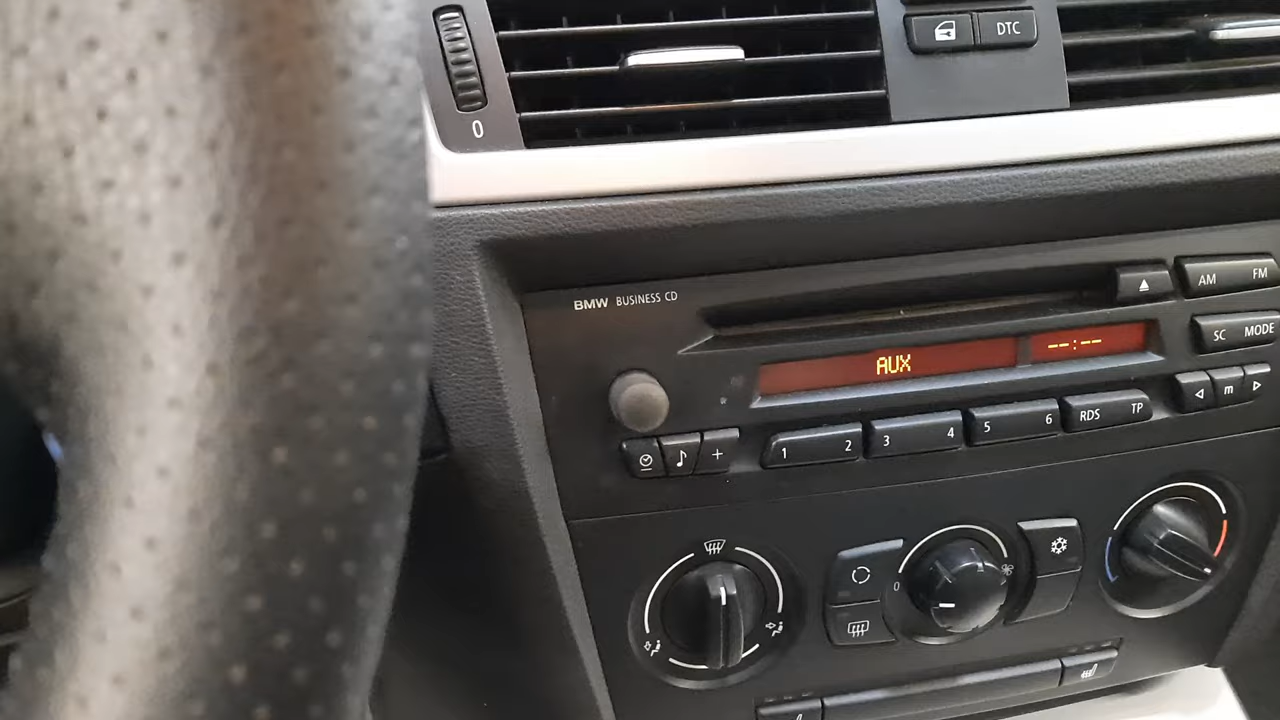 DTC
0
BMW BUSINESS CD
AM FM
SC MODE
AUX --:--
1 2 3 4 5 6 RDS TP
m
+
0